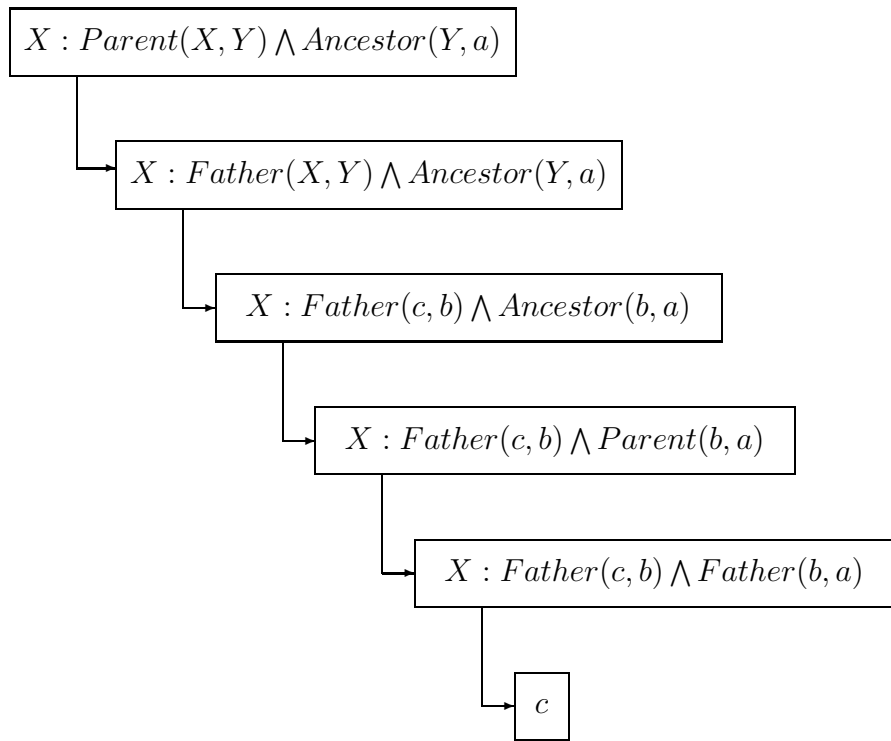 X : Parent(X, Y) ⋀ Ancestor(Y, a)
X : Father(X, Y) ⋀ Ancestor(Y, a)
X : Father(c, b) ⋀ Ancestor(b, a)
X : Father(c, b) ⋀ Parent(b, a)
X : Father(c, b) ⋀ Father(b, a)
c